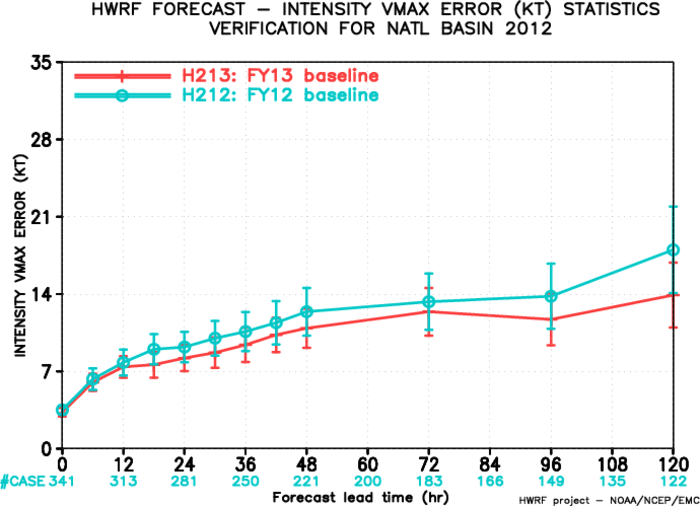 HWRF FORECAST – INTENSITY VMAX ERROR (KT) STATISTICS
VERIFICATION FOR NATL BASIN 2012
H213: FY13 baseline
H212: FY12 baseline
INTENSITY VMAX ERROR (KT)
35
28
21
14
7
0
0 12 24 36 48 60 72 84 96 108 120
#CASE 341 313 281 250 221 200 183 166 149 135 122
Forecast lead time (hr)
HWRF project – NOAA/NCEP/EMC